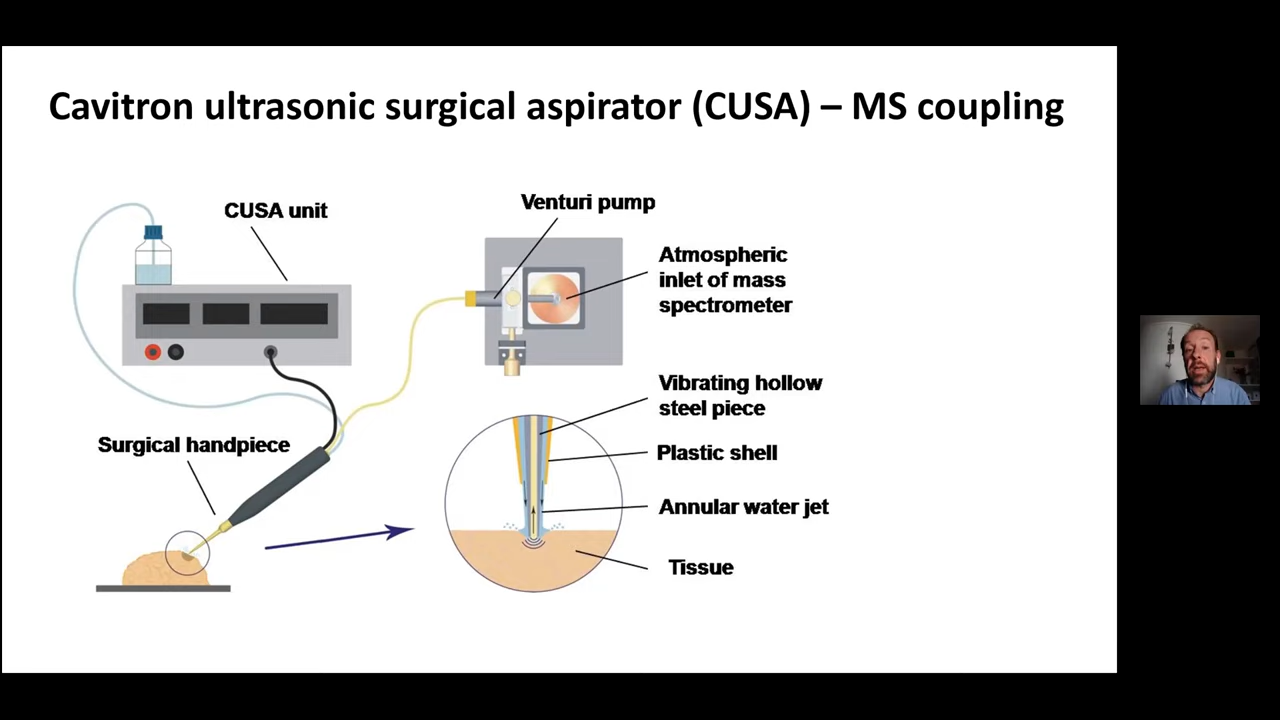 Cavitron ultrasonic surgical aspirator (CUSA) – MS coupling
CUSA unit
Venturi pump
Atmospheric
inlet of mass
spectrometer
Vibrating hollow
steel piece
Surgical handpiece
Plastic shell
Annular water jet
Tissue